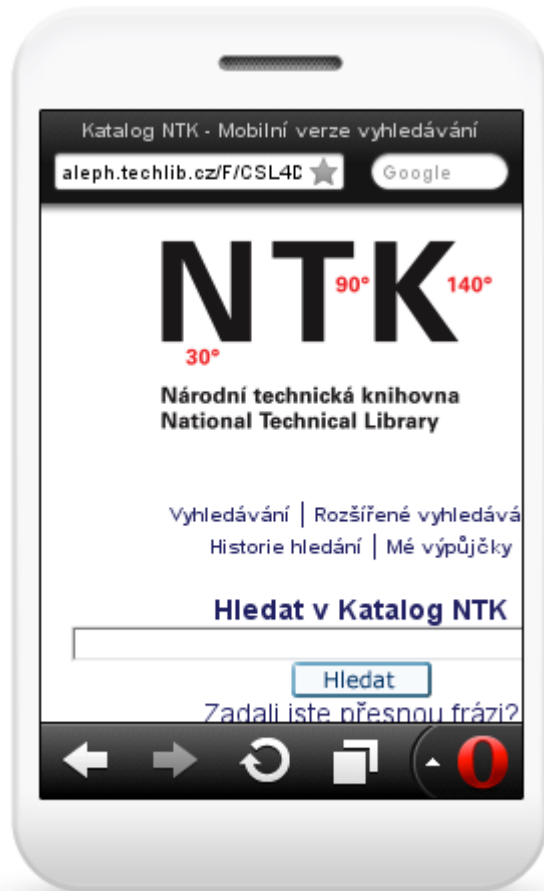 Katalog NTK - Mobilní verze vyhledávání
aleph.techlib.cz/F/CSL4D Google
NTK
90° 140°
30°
Národní technická knihovna
National Technical Library
Vyhledávání | Rozšířené vyhledává
Historie hledání | Mé výpůjčky
Hledat v Katalog NTK
Hledat
Zadali jste přesnou frázi?